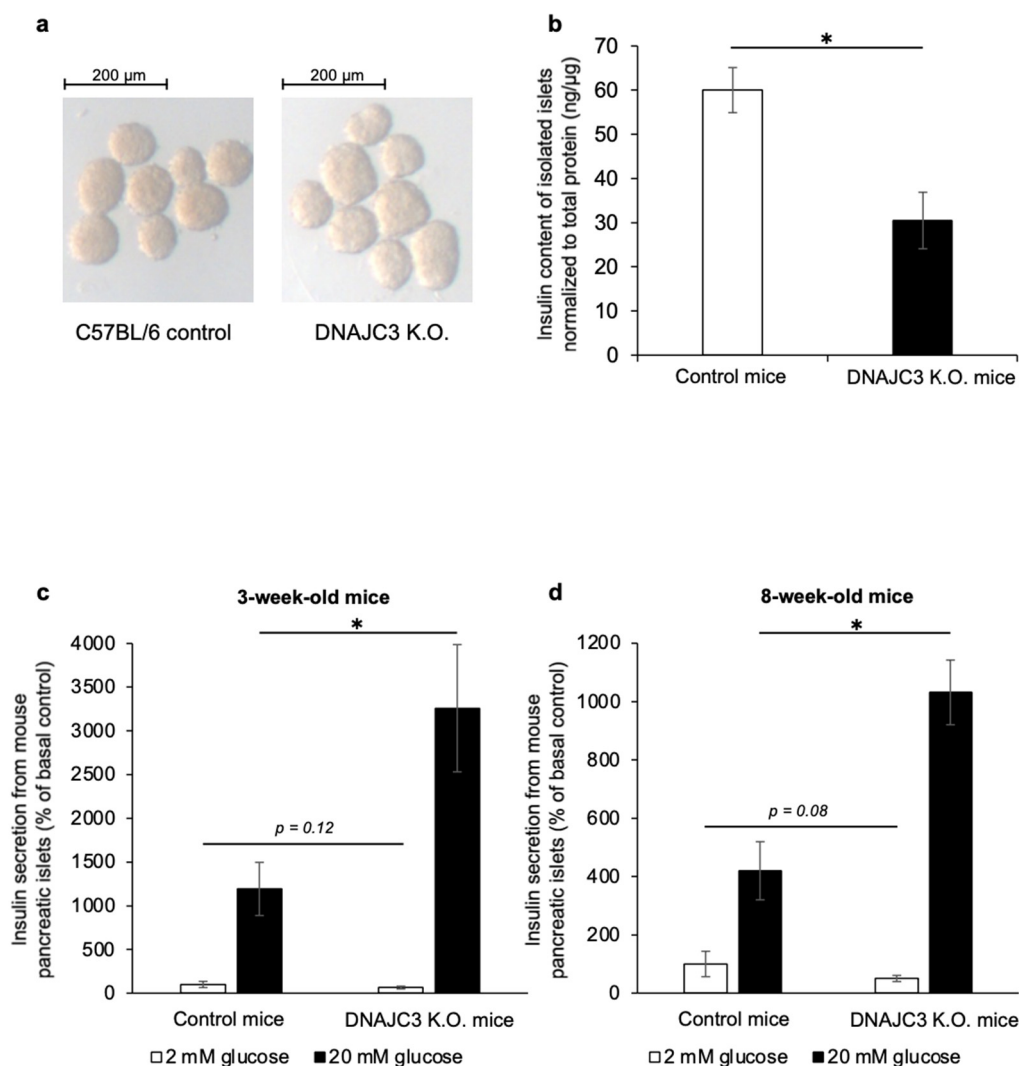 a
200 µm
200 µm
C57BL/6 control
DNAJC3 K.O.
b
Insulin content of isolated islets
normalized to total protein (ng/µg)
70
60
50
40
30
20
10
0
*
Control mice
DNAJC3 K.O. mice
c
3-week-old mice
Insulin secretion from mouse
pancreatic islets (% of basal control)
4000
3500
3000
2500
2000
1500
1000
500
0
*
p = 0.12
Control mice
DNAJC3 K.O. mice
2 mM glucose
20 mM glucose
d
8-week-old mice
Insulin secretion from mouse
pancreatic islets (% of basal control)
1200
1000
800
600
400
200
0
*
p = 0.08
Control mice
DNAJC3 K.O. mice
2 mM glucose
20 mM glucose